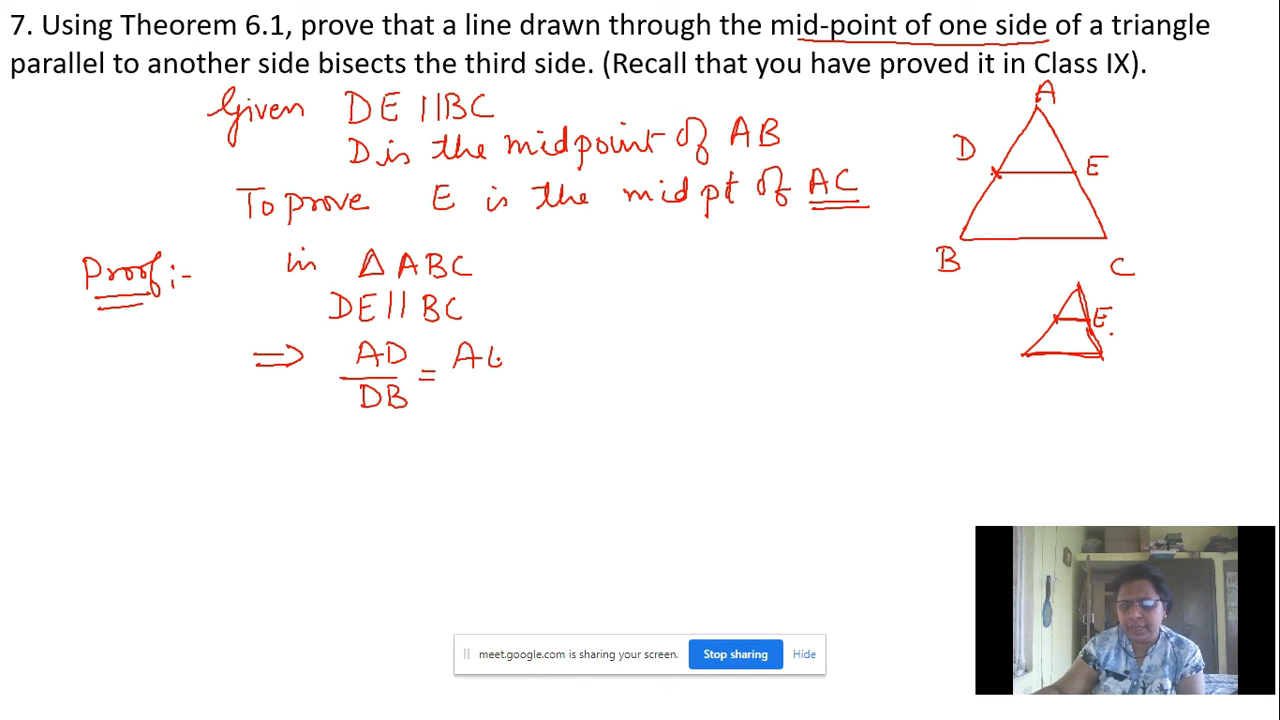 7. Using Theorem 6.1, prove that a line drawn through the mid-point of one side of a triangle
parallel to another side bisects the third side. (Recall that you have proved it in Class IX).
Given DE || BC
D is the midpoint of AB
To prove E is the mid pt of AC
Proof :- in △ ABC
DE || BC
⇒ AD/DB = A
A
D
E
B
C
E
meet.google.com is sharing your screen.
Stop sharing
Hide